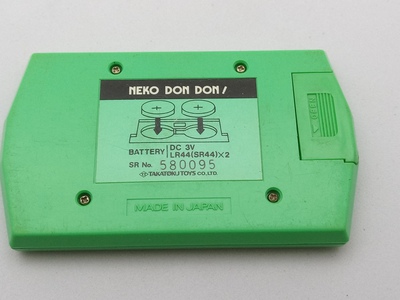 NEKO DON DON!
OPEN
BATTERY DC 3V
LR44(SR44)×2
SR No. 580095
TAKATOKU TOYS CO.LTD.
MADE IN JAPAN